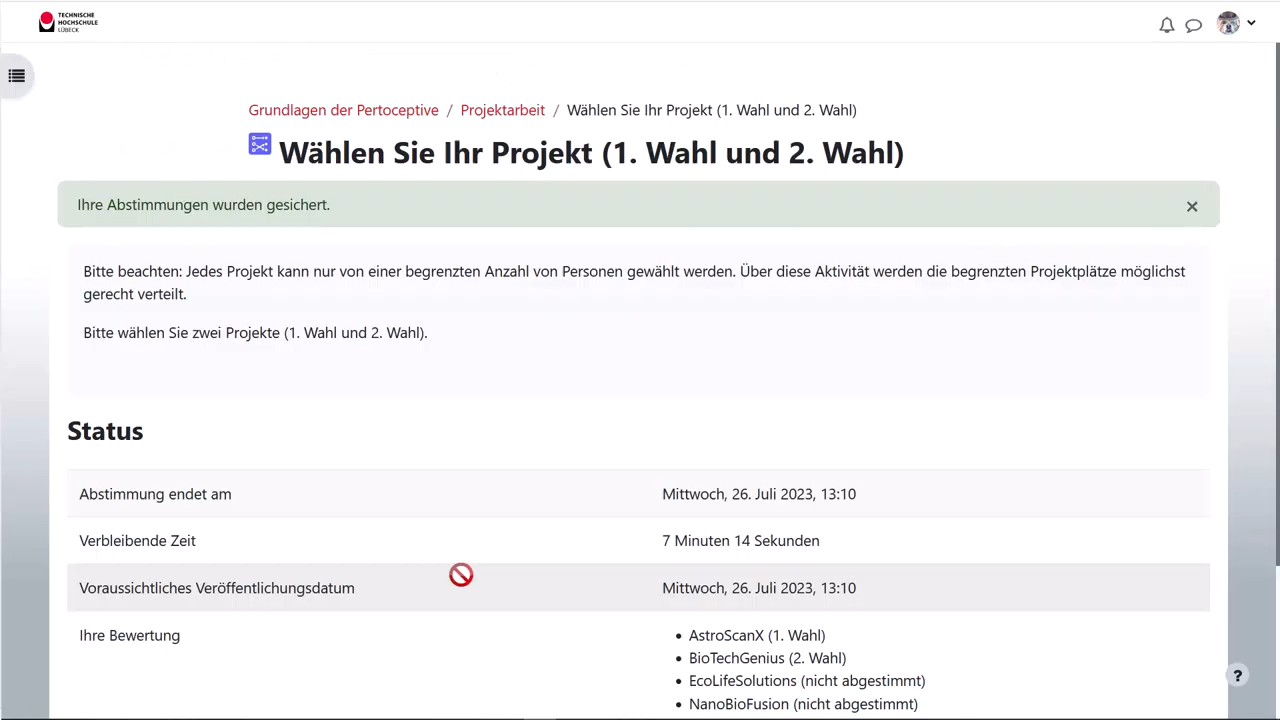 TECHNISCHE
HOCHSCHULE
LÜBECK
Grundlagen der Pertoceptive / Projektarbeit / Wählen Sie Ihr Projekt (1. Wahl und 2. Wahl)
Wählen Sie Ihr Projekt (1. Wahl und 2. Wahl)
Ihre Abstimmungen wurden gesichert. ×
Bitte beachten: Jedes Projekt kann nur von einer begrenzten Anzahl von Personen gewählt werden. Über diese Aktivität werden die begrenzten Projektplätze möglichst
gerecht verteilt.
Bitte wählen Sie zwei Projekte (1. Wahl und 2. Wahl).
Status
Abstimmung endet am Mittwoch, 26. Juli 2023, 13:10
Verbleibende Zeit 7 Minuten 14 Sekunden
Voraussichtliches Veröffentlichungsdatum Mittwoch, 26. Juli 2023, 13:10
Ihre Bewertung • AstroScanX (1. Wahl)
• BioTechGenius (2. Wahl)
• EcoLifeSolutions (nicht abgestimmt)
• NanoBioFusion (nicht abgestimmt)
?